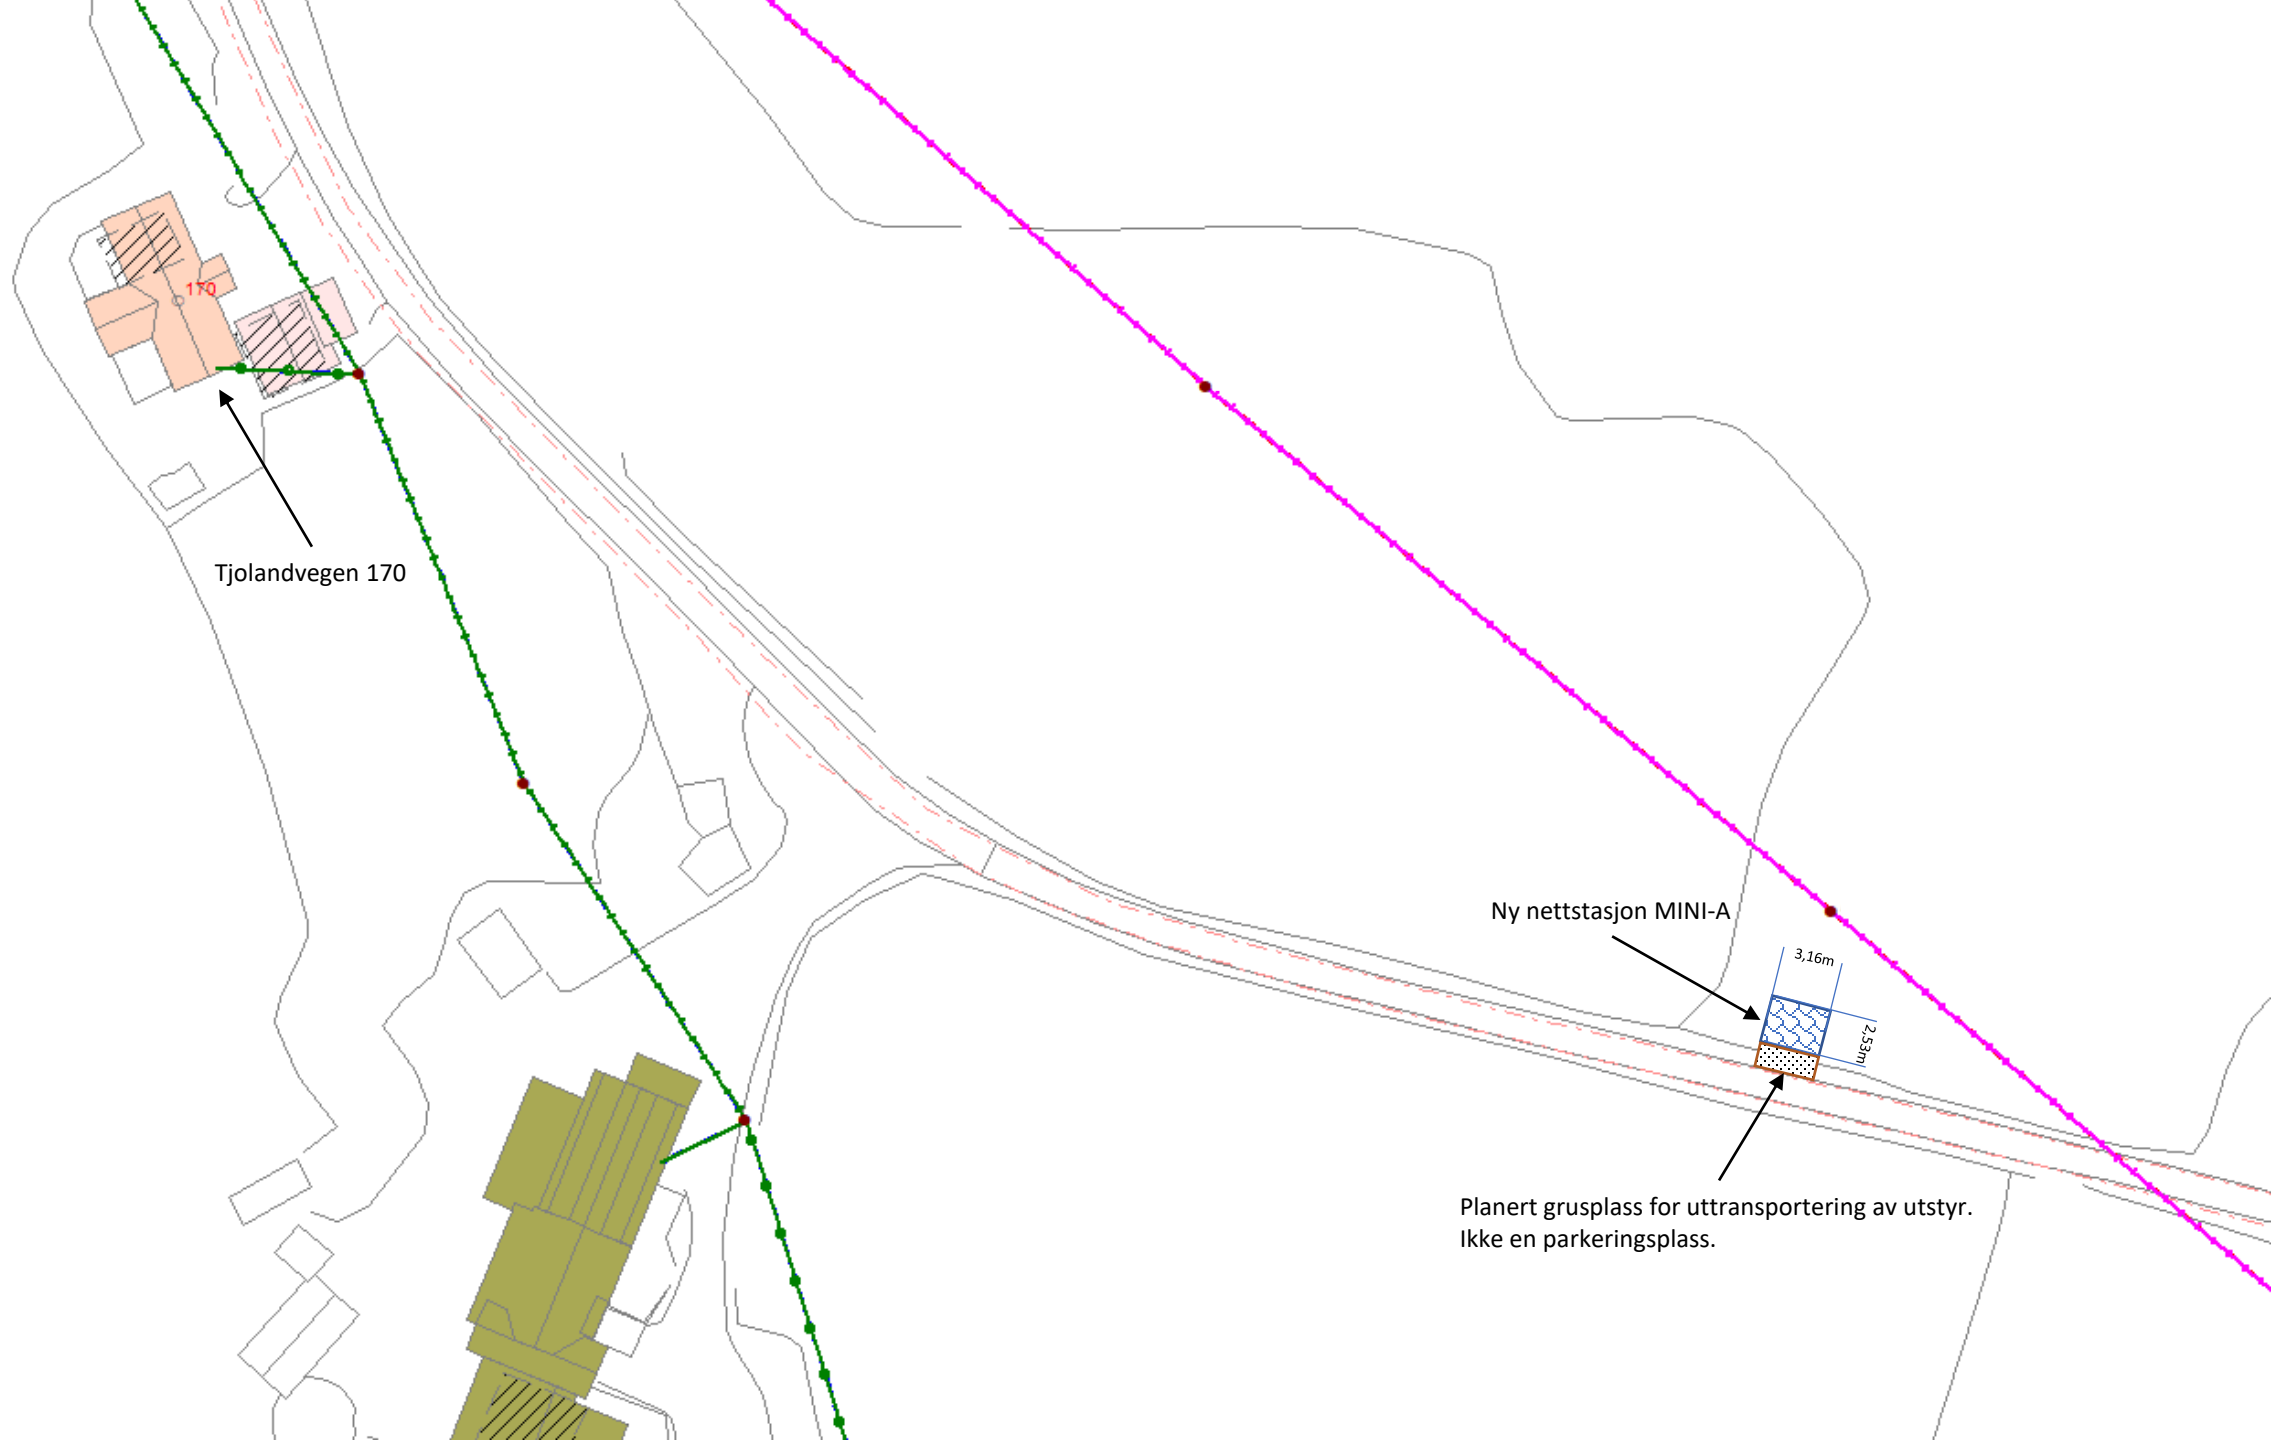 170
Tjolandvegen 170
Ny nettstasjon MINI-A
3,16m
2,53m
Planert grusplass for uttransportering av utstyr.
Ikke en parkeringsplass.